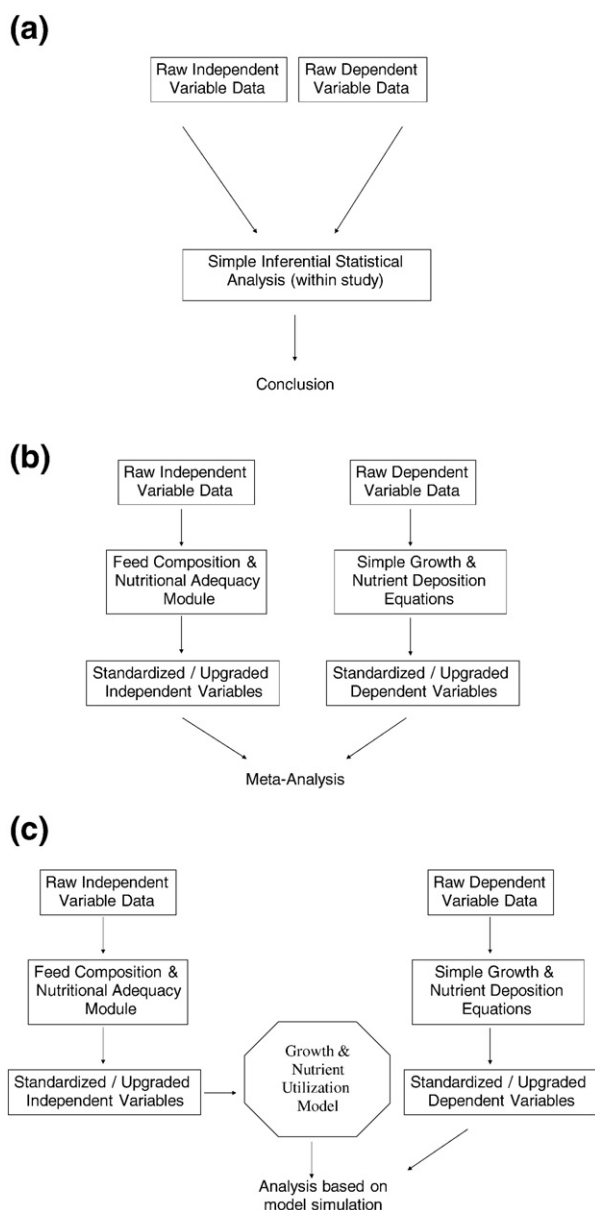 (a)
Raw Independent
Variable Data
Raw Dependent
Variable Data
Simple Inferential Statistical
Analysis (within study)
Conclusion
(b)
Raw Independent
Variable Data
Raw Dependent
Variable Data
Feed Composition &
Nutritional Adequacy
Module
Simple Growth &
Nutrient Deposition
Equations
Standardized / Upgraded
Independent Variables
Standardized / Upgraded
Dependent Variables
Meta-Analysis
(c)
Raw Independent
Variable Data
Raw Dependent
Variable Data
Feed Composition &
Nutritional Adequacy
Module
Simple Growth &
Nutrient Deposition
Equations
Growth &
Nutrient
Utilization
Model
Standardized / Upgraded
Independent Variables
Standardized / Upgraded
Dependent Variables
Analysis based on
model simulation